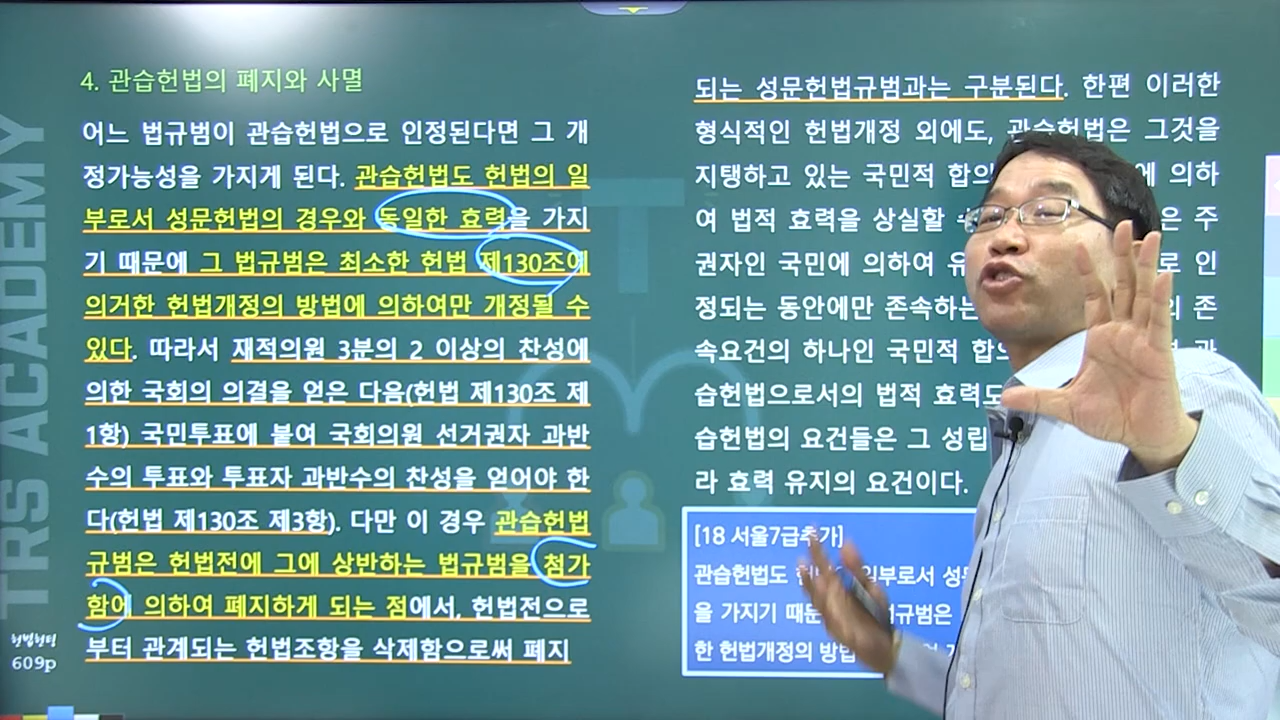 4. 관습헌법의 폐지와 사멸
어느 법규범이 관습헌법으로 인정된다면 그 개
정가능성을 가지게 된다. 관습헌법도 헌법의 일
부로서 성문헌법의 경우와 동일한 효력을 가지
기 때문에 그 법규범은 최소한 헌법 제130조에
의거한 헌법개정의 방법에 의하여만 개정될 수
있다. 따라서 재적의원 3분의 2 이상의 찬성에
의한 국회의 의결을 얻은 다음(헌법 제130조 제
1항) 국민투표에 붙여 국회의원 선거권자 과반
수의 투표와 투표자 과반수의 찬성을 얻어야 한
다(헌법 제130조 제3항). 다만 이 경우 관습헌법
규범은 헌법전에 그에 상반하는 법규범을 첨가
함에 의하여 폐지하게 되는 점에서, 헌법전으로
부터 관계되는 헌법조항을 삭제함으로써 폐지
되는 성문헌법규범과는 구분된다. 한편 이러한
형식적인 헌법개정 외에도, 관습헌법은 그것을
지탱하고 있는 국민적 에 의하
여 법적 효력을 상실할 은 주
권자인 국민에 의하여 로 인
정되는 동안에만 존속하는 존
속요건의 하나인 국민적
습헌법으로서의 법적 효력도
습헌법의 요건들은 그 성립
라 효력 유지의 요건이다.
[18 서울7급추가]
관습헌법도 일부로서
을 가지기 때문 규범은
한 헌법개정의 방법
TRS ACADEMY
609p